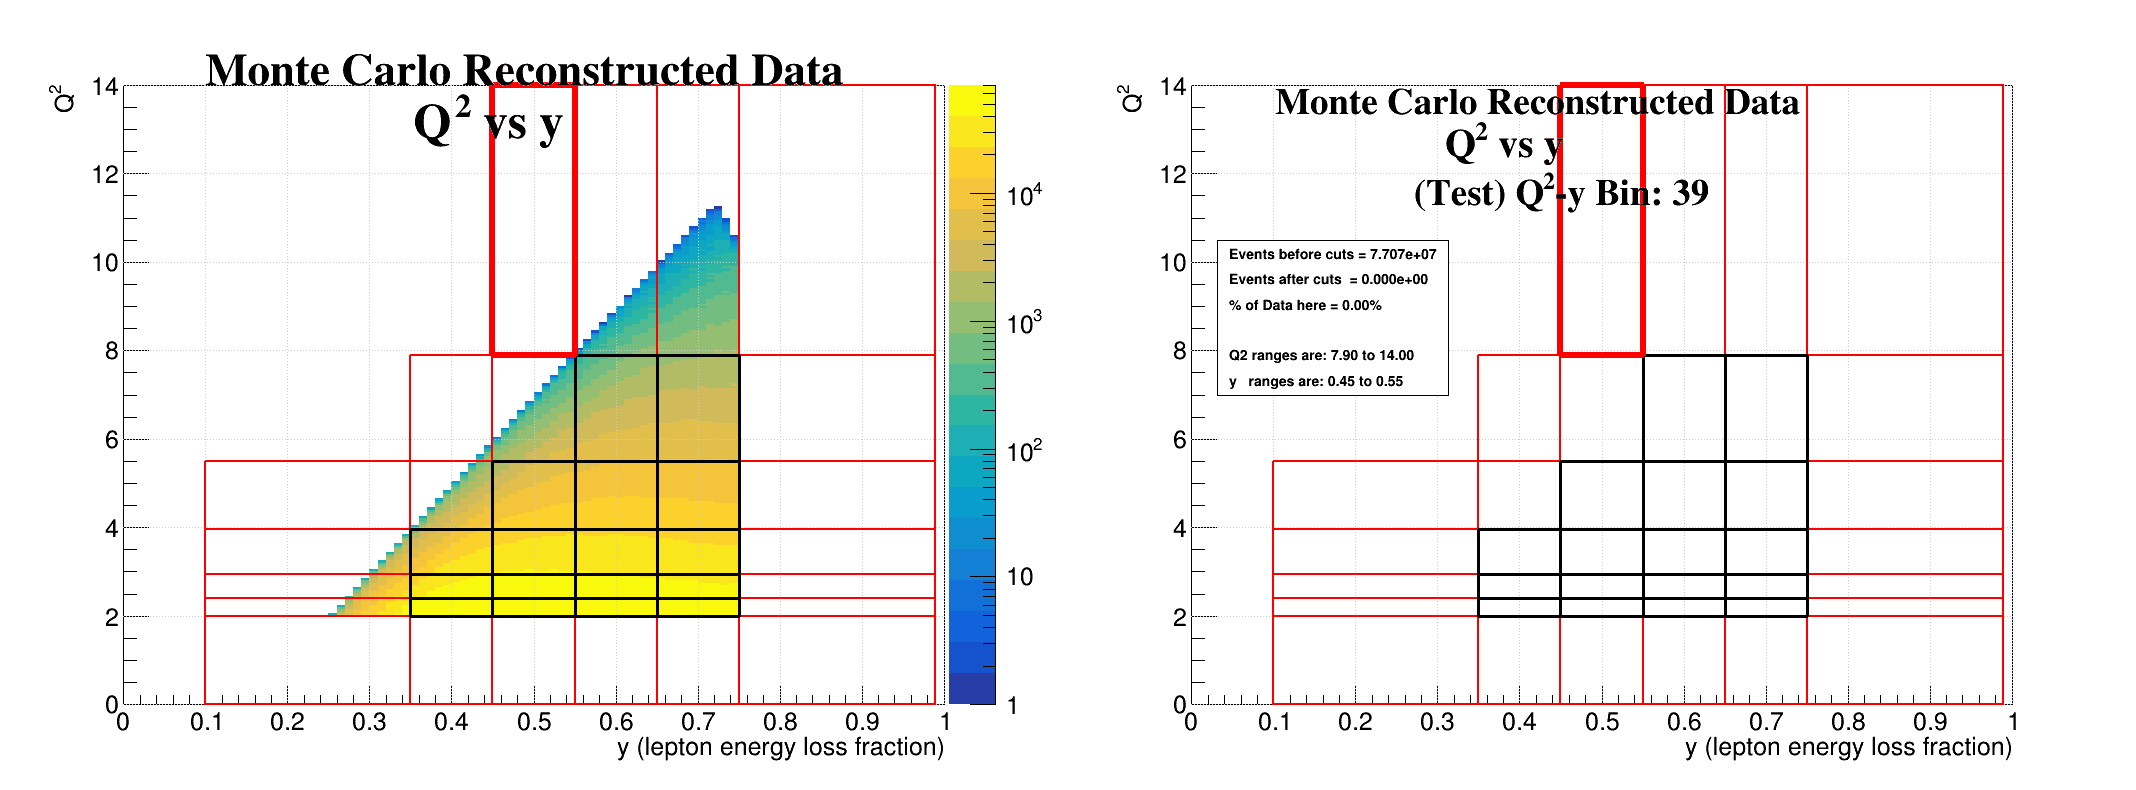 Monte Carlo Reconstructed Data
Q² vs y
Q²
14
12
10
8
6
4
2
0
0 0.1 0.2 0.3 0.4 0.5 0.6 0.7 0.8 0.9 1
y (lepton energy loss fraction)
10⁴
10³
10²
10
1
Monte Carlo Reconstructed Data
Q² vs y
(Test) Q²-y Bin: 39
Events before cuts = 7.707e+07
Events after cuts = 0.000e+00
% of Data here = 0.00%
Q2 ranges are: 7.90 to 14.00
y ranges are: 0.45 to 0.55
Q²
14
12
10
8
6
4
2
0
0 0.1 0.2 0.3 0.4 0.5 0.6 0.7 0.8 0.9 1
y (lepton energy loss fraction)